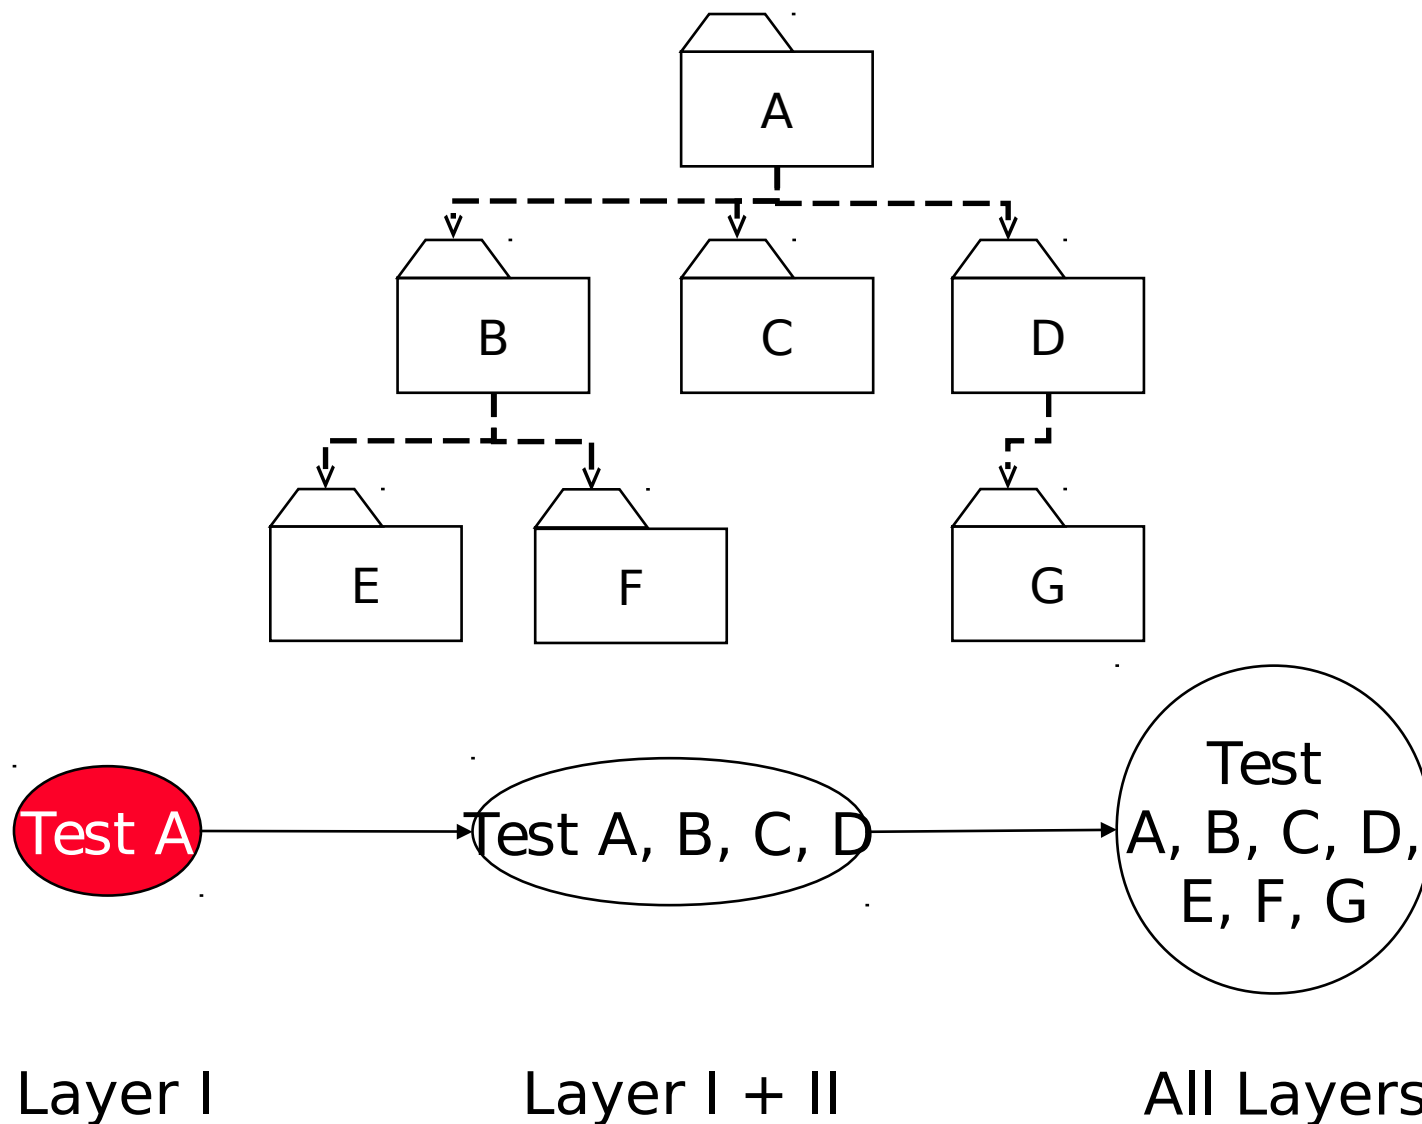 A
B
C
D
E
F
G
Test A
Test A, B, C, D
Test
A, B, C, D,
E, F, G
Layer I
Layer I + II
All Layers